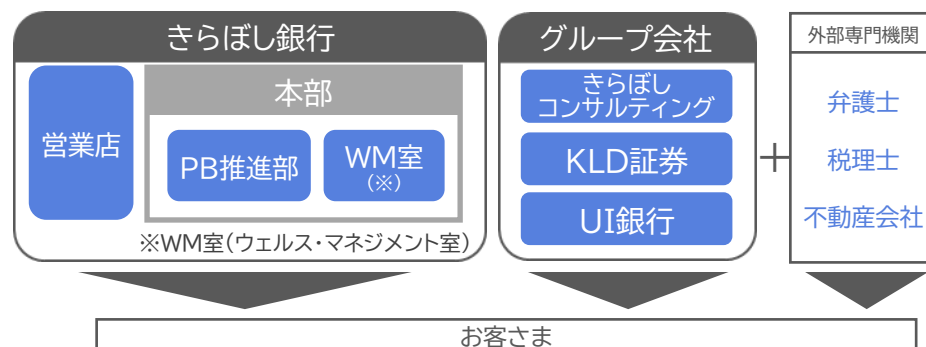 きらぼし銀行
営業店
本部
PB推進部
WM室
(※)
※WM室(ウェルス・マネジメント室)
グループ会社
きらぼし
コンサルティング
KLD証券
UI銀行
+
外部専門機関
弁護士
税理士
不動産会社
お客さま